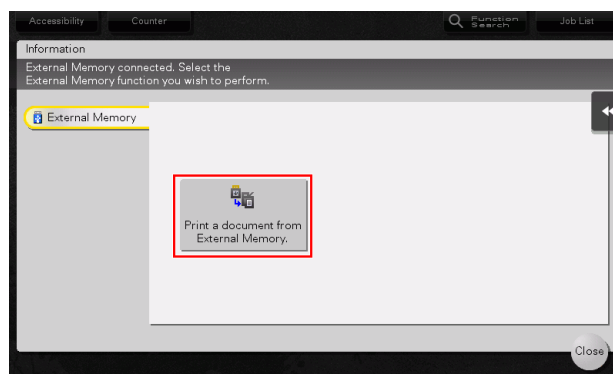 Accessibility
Counter
Function
Search
Job List
Information
External Memory connected. Select the
External Memory function you wish to perform.
External Memory
Print a document from
External Memory.
Close